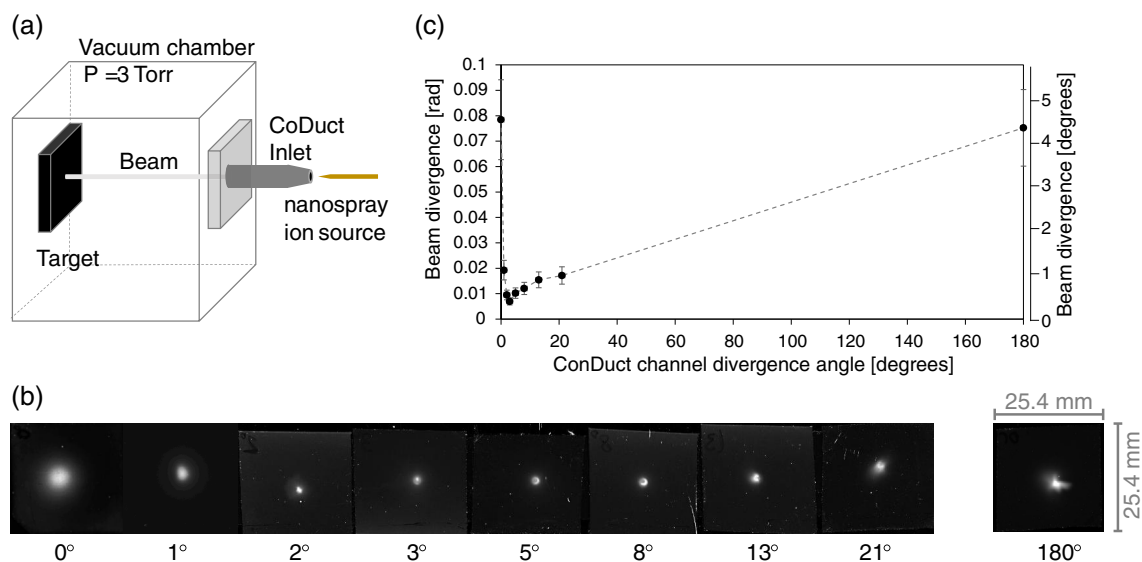 (a)
Vacuum chamber
P =3 Torr
CoDuct
Inlet
Beam
nanospray
ion source
Target
(c)
Beam divergence [rad]
0.1
0.09
0.08
0.07
0.06
0.05
0.04
0.03
0.02
0.01
0
0 20 40 60 80 100 120 140 160 180
ConDuct channel divergence angle [degrees]
5
4
3
2
1
0
Beam divergence [degrees]
(b)
0° 1° 2° 3° 5° 8° 13° 21° 180°
25.4 mm
25.4 mm